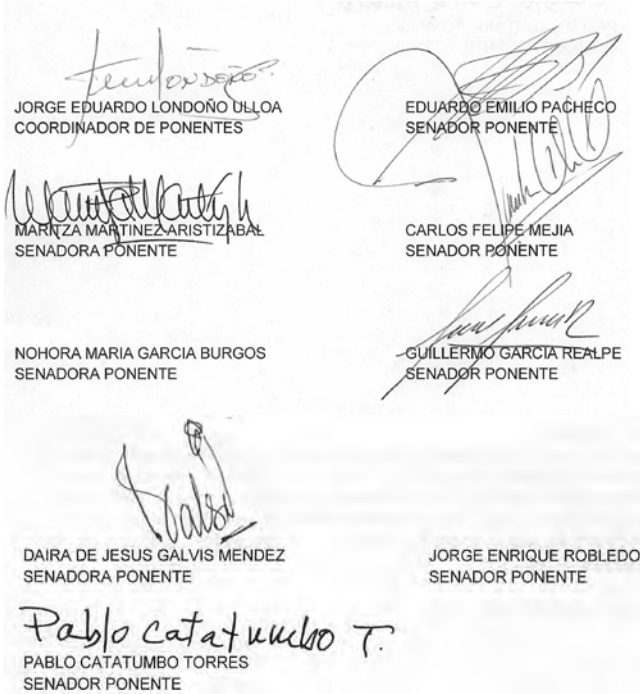 Londoño.
JORGE EDUARDO LONDOÑO ULLOA
COORDINADOR DE PONENTES
EDUARDO EMILIO PACHECO
SENADOR PONENTE
MARITZA MARTINEZ ARISTIZABAL
SENADORA PONENTE
CARLOS FELIPE MEJIA
SENADOR PONENTE
NOHORA MARIA GARCIA BURGOS
SENADORA PONENTE
GUILLERMO GARCIA REALPE
SENADOR PONENTE
DAIRA DE JESUS GALVIS MENDEZ
SENADORA PONENTE
JORGE ENRIQUE ROBLEDO
SENADOR PONENTE
Pablo Catatumbo T.
PABLO CATATUMBO TORRES
SENADOR PONENTE